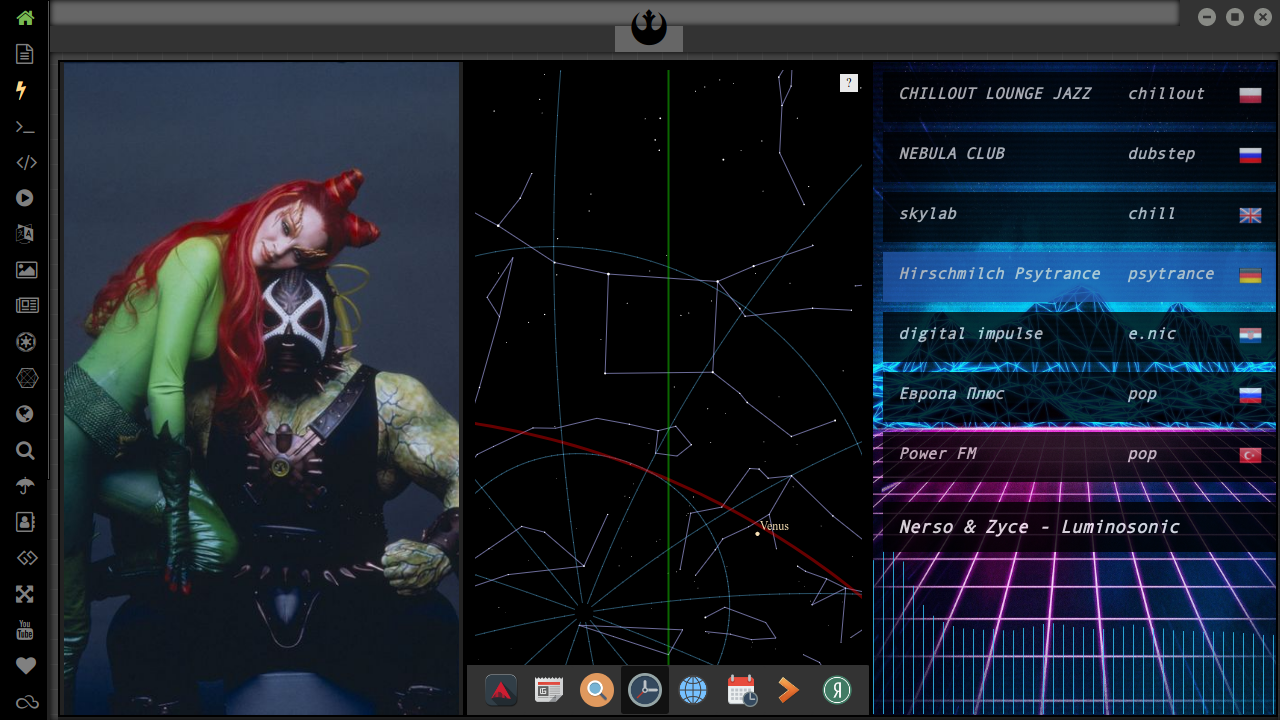 ?
Venus
CHILLOUT LOUNGE JAZZ chillout
NEBULA CLUB dubstep
skylab chill
Hirschmilch Psytrance psytrance
digital impulse e.nic
Европа Плюс pop
Power FM pop
Nerso & Zyce - Luminosonic
You
Tube
Я